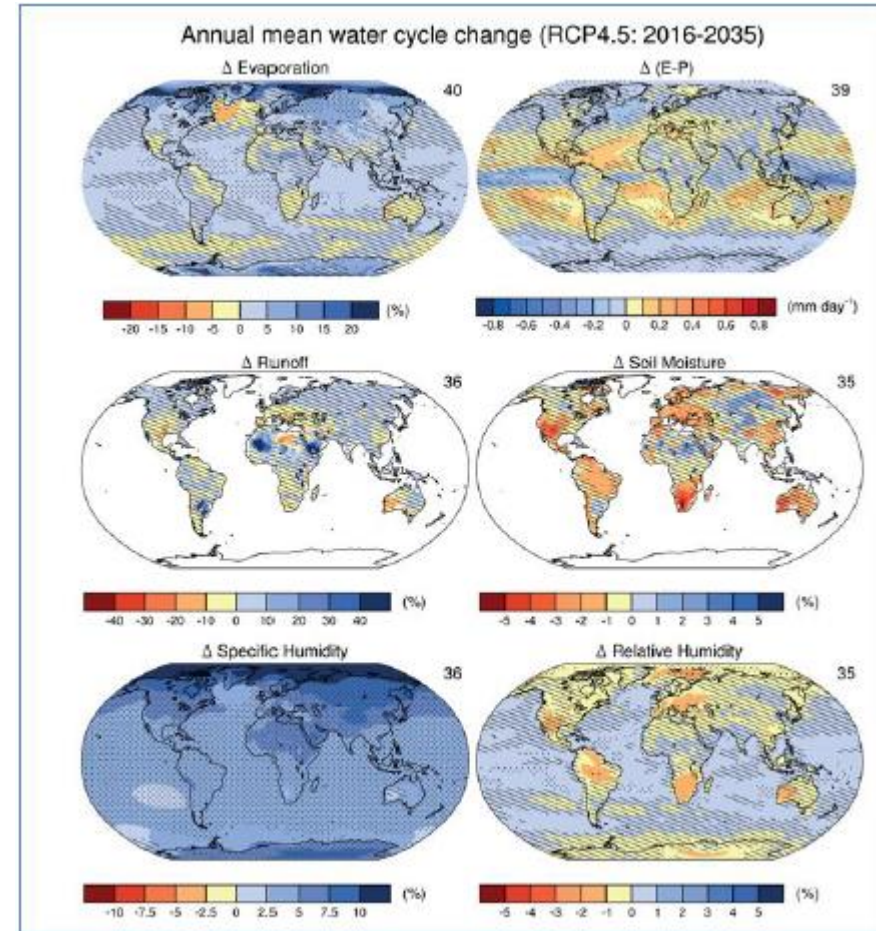 Annual mean water cycle change (RCP4.5: 2016-2035)
Δ Evaporation
40
Δ (E-P)
39
-20 -15 -10 -5 0 5 10 15 20 (%)
-0.8 -0.6 -0.4 -0.2 0 0.2 0.4 0.6 0.8 (mm day⁻¹)
Δ Runoff
36
Δ Soil Moisture
35
-40 -30 -20 -10 0 10 20 30 40 (%)
-5 -4 -3 -2 -1 0 1 2 3 4 5 (%)
Δ Specific Humidity
36
Δ Relative Humidity
35
-10 -7.5 -5 -2.5 0 2.5 5 7.5 10 (%)
-5 -4 -3 -2 -1 0 1 2 3 4 5 (%)